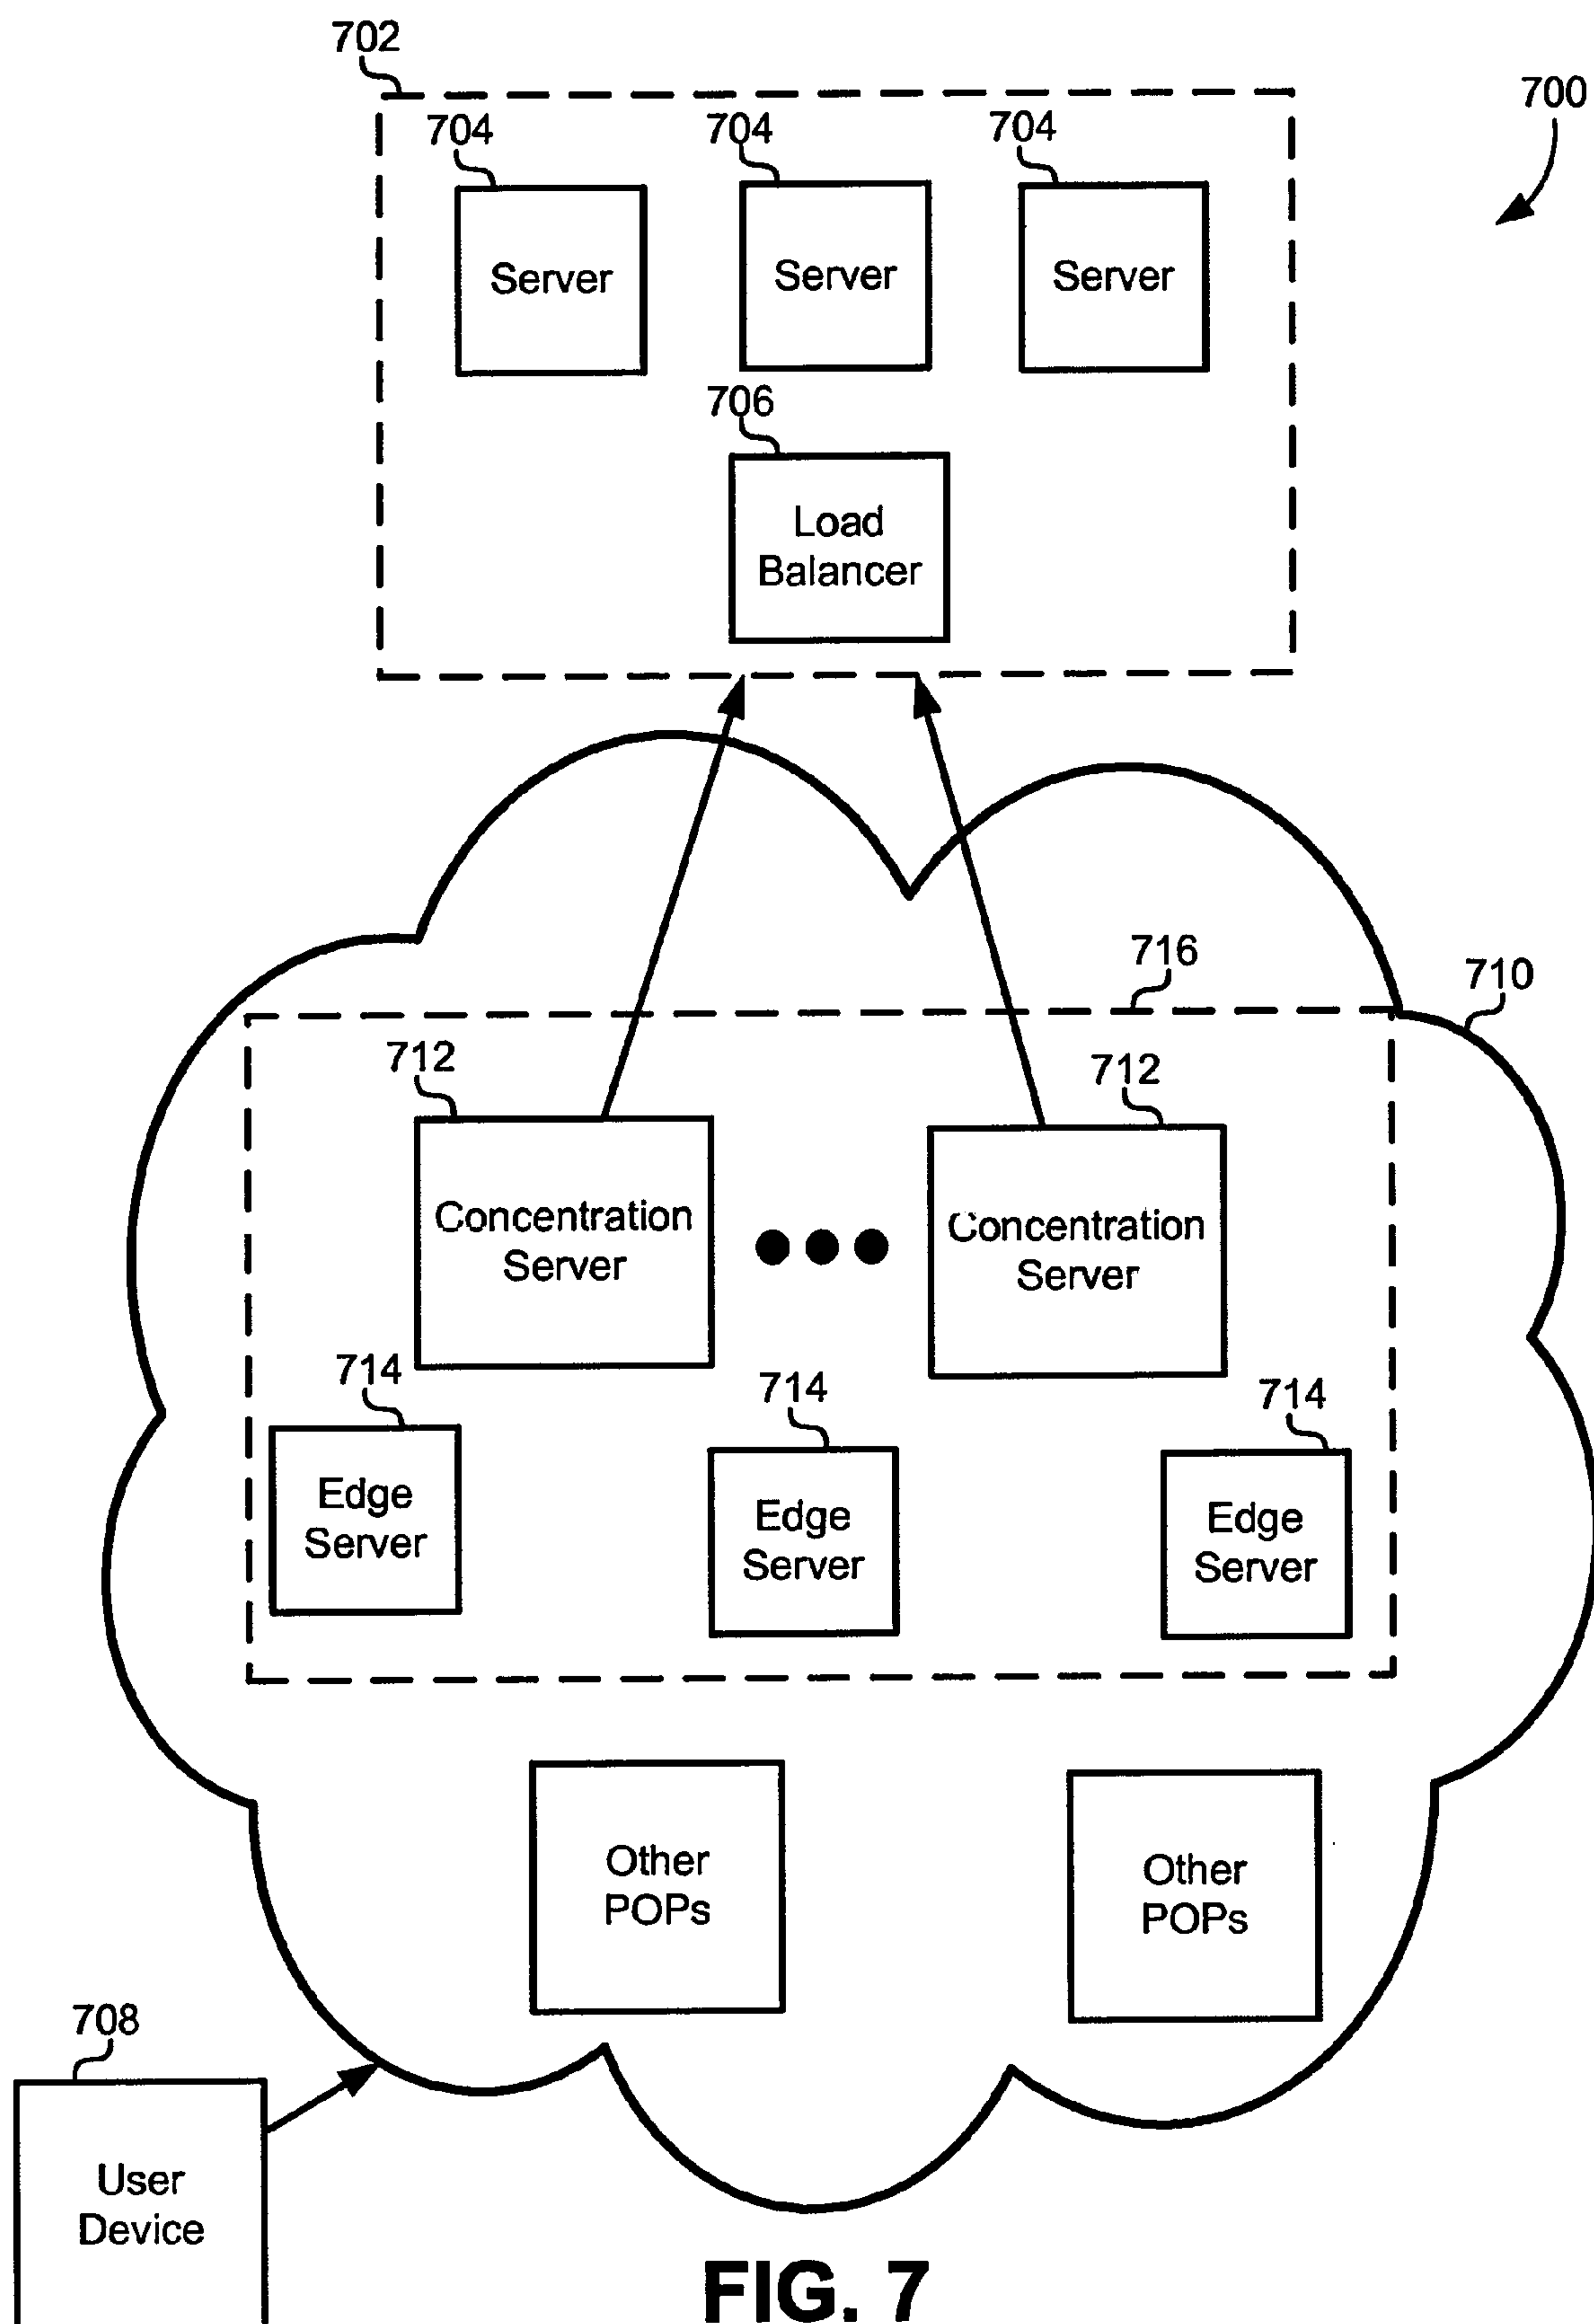 702
700
704
704
704
Server
Server
Server
706
Load
Balancer
716
710
712
712
Concentration
Server
Concentration
Server
714
714
714
Edge
Server
Edge
Server
Edge
Server
Other
POPs
Other
POPs
708
User
Device
FIG. 7